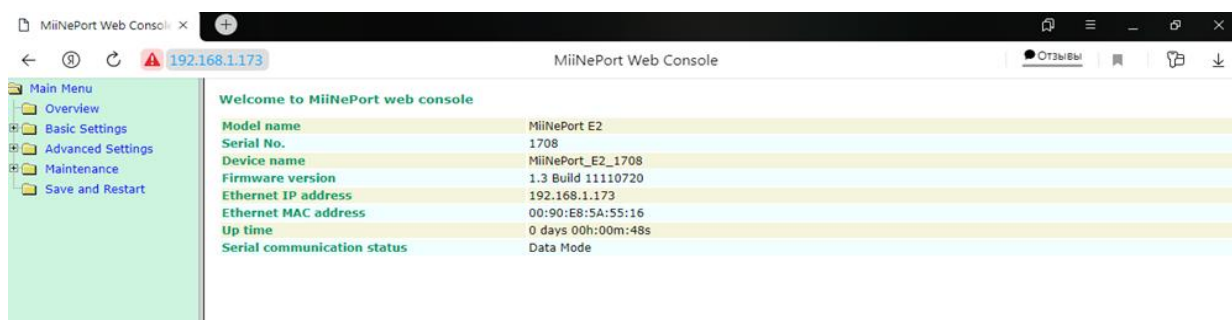 MiiNePort Web Consol
192.168.1.173
MiiNePort Web Console
Отзывы
Main Menu
Overview
Basic Settings
Advanced Settings
Maintenance
Save and Restart
Welcome to MiiNePort web console
Model name MiiNePort E2
Serial No. 1708
Device name MiiNePort_E2_1708
Firmware version 1.3 Build 11110720
Ethernet IP address 192.168.1.173
Ethernet MAC address 00:90:E8:5A:55:16
Up time 0 days 00h:00m:48s
Serial communication status Data Mode